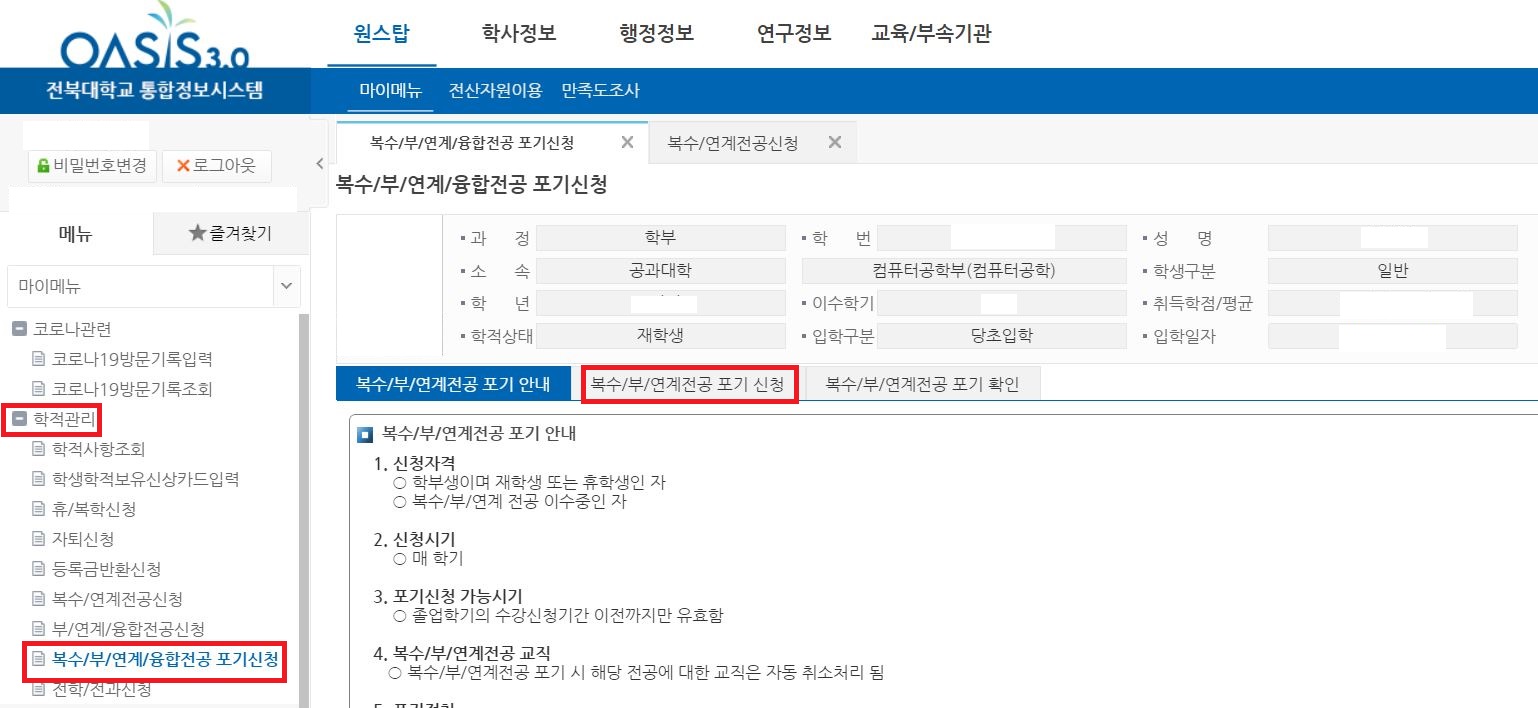 OASIS 3.0
전북대학교 통합정보시스템
원스탑 학사정보 행정정보 연구정보 교육/부속기관
마이메뉴 전산자원이용 만족도조사
비밀번호변경 로그아웃
메뉴 ★즐겨찾기
마이메뉴
코로나관련
코로나19방문기록입력
코로나19방문기록조회
학적관리
학적사항조회
학생학적보유신상카드입력
휴/복학신청
자퇴신청
등록금반환신청
복수/연계전공신청
부/연계/융합전공신청
복수/부/연계/융합전공 포기신청
전학/전과신청
복수/부/연계/융합전공 포기신청 ✕ 복수/연계전공신청 ✕
복수/부/연계/융합전공 포기신청
과 정 학부 학 번 성 명
소 속 공과대학 컴퓨터공학부(컴퓨터공학) 학생구분 일반
학 년 이수학기 취득학점/평균
학적상태 재학생 입학구분 당초입학 입학일자
복수/부/연계전공 포기 안내 복수/부/연계전공 포기 신청 복수/부/연계전공 포기 확인
복수/부/연계전공 포기 안내
1. 신청자격
○ 학부생이며 재학생 또는 휴학생인 자
○ 복수/부/연계 전공 이수중인 자
2. 신청시기
○ 매 학기
3. 포기신청 가능시기
○ 졸업학기의 수강신청기간 이전까지만 유효함
4. 복수/부/연계전공 교직
○ 복수/부/연계전공 포기 시 해당 전공에 대한 교직은 자동 취소처리 됨